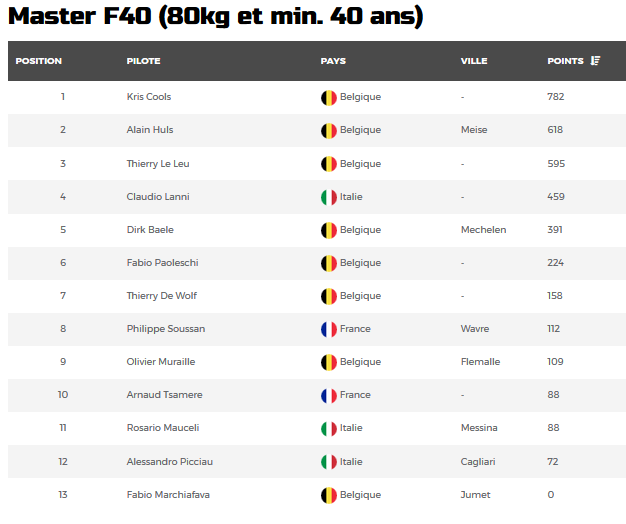 Master F40 (80kg et min. 40 ans)
POSITION PILOTE PAYS VILLE POINTS
1 Kris Cools Belgique - 782
2 Alain Huls Belgique Meise 618
3 Thierry Le Leu Belgique - 595
4 Claudio Lanni Italie - 459
5 Dirk Baele Belgique Mechelen 391
6 Fabio Paoleschi Belgique - 224
7 Thierry De Wolf Belgique - 158
8 Philippe Soussan France Wavre 112
9 Olivier Muraille Belgique Flemalle 109
10 Arnaud Tsamere France - 88
11 Rosario Mauceli Italie Messina 88
12 Alessandro Picciau Italie Cagliari 72
13 Fabio Marchiafava Belgique Jumet 0